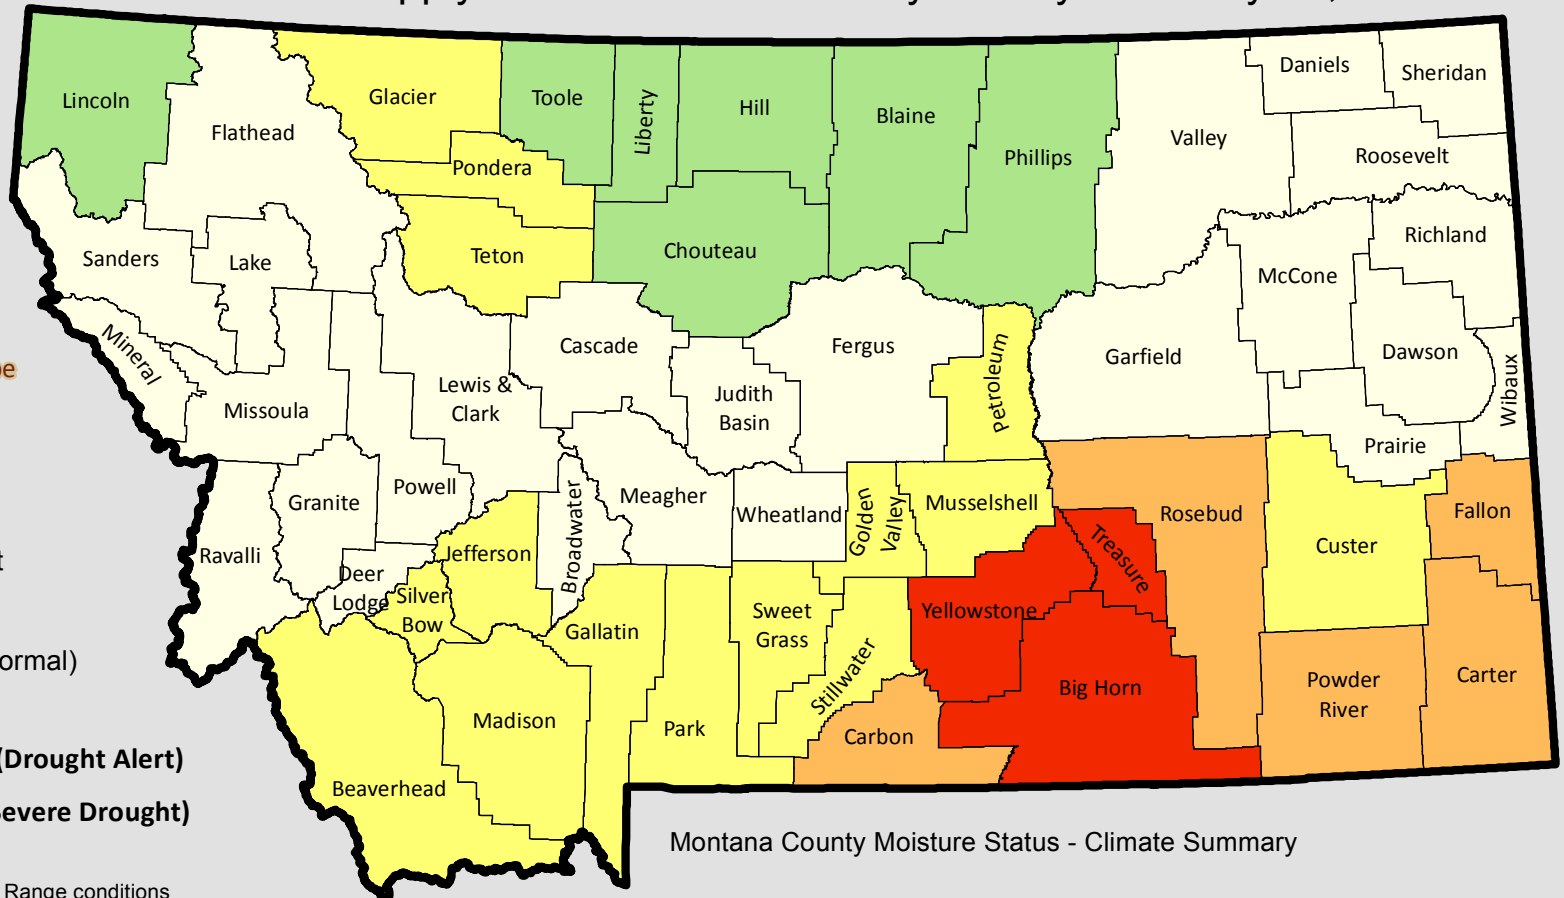 Lincoln
Flathead
Glacier
Toole
Liberty
Hill
Blaine
Phillips
Valley
Daniels
Sheridan
Roosevelt
Pondera
Teton
Chouteau
Sanders
Lake
Richland
McCone
Mineral
Missoula
Lewis &
Clark
Cascade
Judith
Basin
Fergus
Petroleum
Garfield
Dawson
Wibaux
Prairie
Ravalli
Granite
Powell
Deer
Lodge
Silver
Bow
Jefferson
Broadwater
Meagher
Wheatland
Golden
Valley
Musselshell
Treasure
Rosebud
Custer
Fallon
Beaverhead
Madison
Gallatin
Park
Sweet
Grass
Stillwater
Yellowstone
Carbon
Big Horn
Powder
River
Carter
ormal)
(Drought Alert)
Severe Drought)
Range conditions
Montana County Moisture Status - Climate Summary